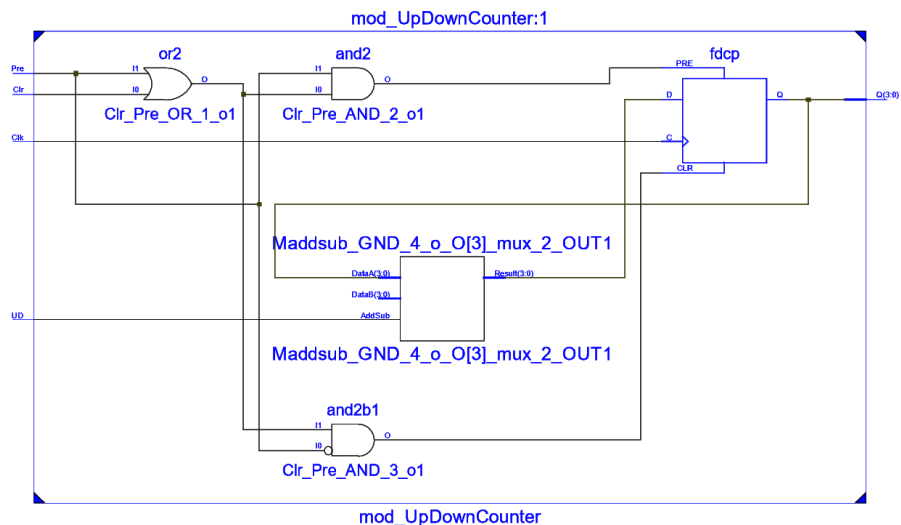 mod_UpDownCounter:1
or2
and2
fdcp
Pre
I1
O
I1
O
PRE
Clr
I0
I0
D
Q
Q(3:0)
Clr_Pre_OR_1_o1
Clr_Pre_AND_2_o1
Clk
C
CLR
Maddsub_GND_4_o_O[3]_mux_2_OUT1
DataA(3:0)
Result(3:0)
DataB(3:0)
UD
AddSub
Maddsub_GND_4_o_O[3]_mux_2_OUT1
and2b1
I1
O
I0
Clr_Pre_AND_3_o1
mod_UpDownCounter